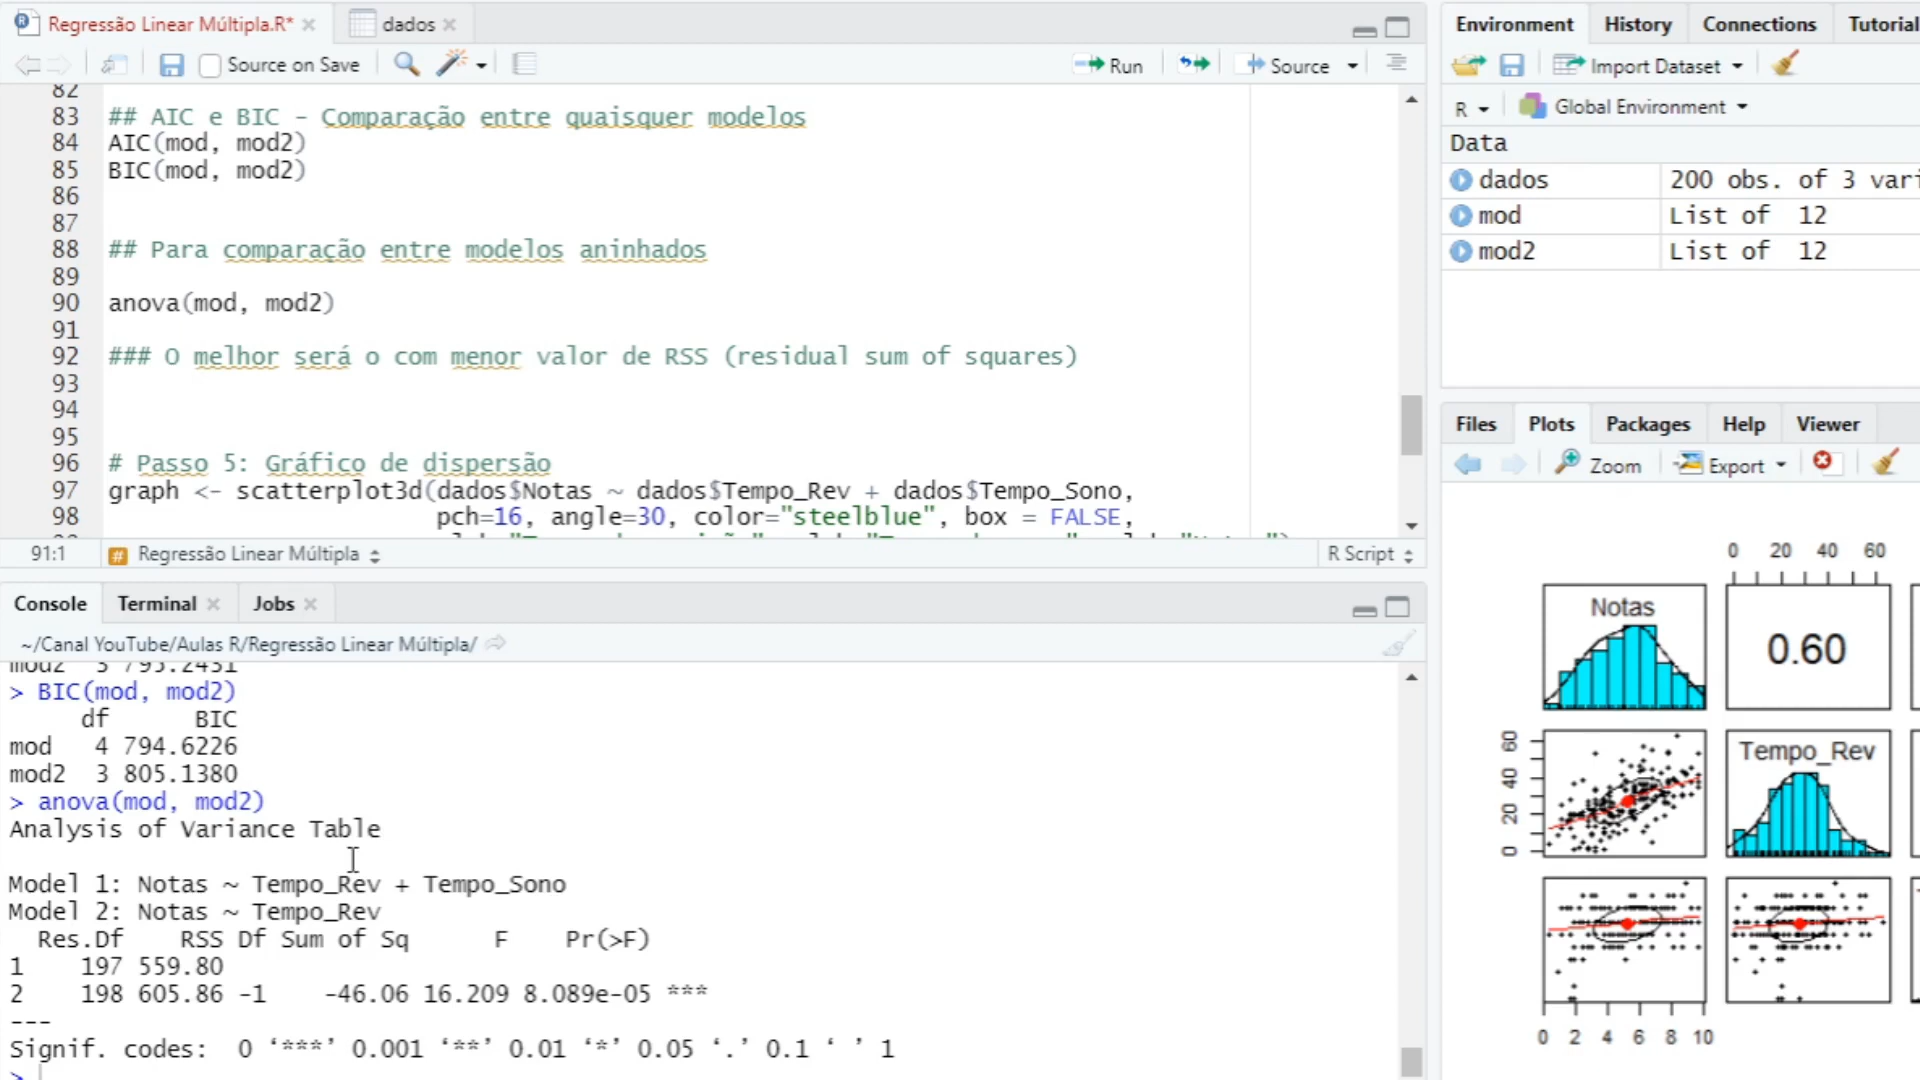 Regressão Linear Múltipla.R*
dados
Source on Save
Run
Source
82
83 ## AIC e BIC - Comparação entre quaisquer modelos
84 AIC(mod, mod2)
85 BIC(mod, mod2)
86
87
88 ## Para comparação entre modelos aninhados
89
90 anova(mod, mod2)
91
92 ### O melhor será o com menor valor de RSS (residual sum of squares)
93
94
95
96 # Passo 5: Gráfico de dispersão
97 graph <- scatterplot3d(dados$Notas ~ dados$Tempo_Rev + dados$Tempo_Sono,
98 pch=16, angle=30, color="steelblue", box = FALSE,
91:1 # Regressão Linear Múltipla R Script
Console Terminal Jobs
~/Canal YouTube/Aulas R/Regressão Linear Múltipla/
mod2 3 795.2431
> BIC(mod, mod2)
df BIC
mod 4 794.6226
mod2 3 805.1380
> anova(mod, mod2)
Analysis of Variance Table
Model 1: Notas ~ Tempo_Rev + Tempo_Sono
Model 2: Notas ~ Tempo_Rev
Res.Df RSS Df Sum of Sq F Pr(>F)
1 197 559.80
2 198 605.86 -1 -46.06 16.209 8.089e-05 ***
---
Signif. codes: 0 ‘***’ 0.001 ‘**’ 0.01 ‘*’ 0.05 ‘.’ 0.1 ‘ ’ 1
>
Environment History Connections Tutorial
Import Dataset
R Global Environment
Data
dados 200 obs. of 3 vari
mod List of 12
mod2 List of 12
Files Plots Packages Help Viewer
Zoom Export
0 20 40 60
Notas
0.60
60
40
20
0
Tempo_Rev
0 2 4 6 8 10